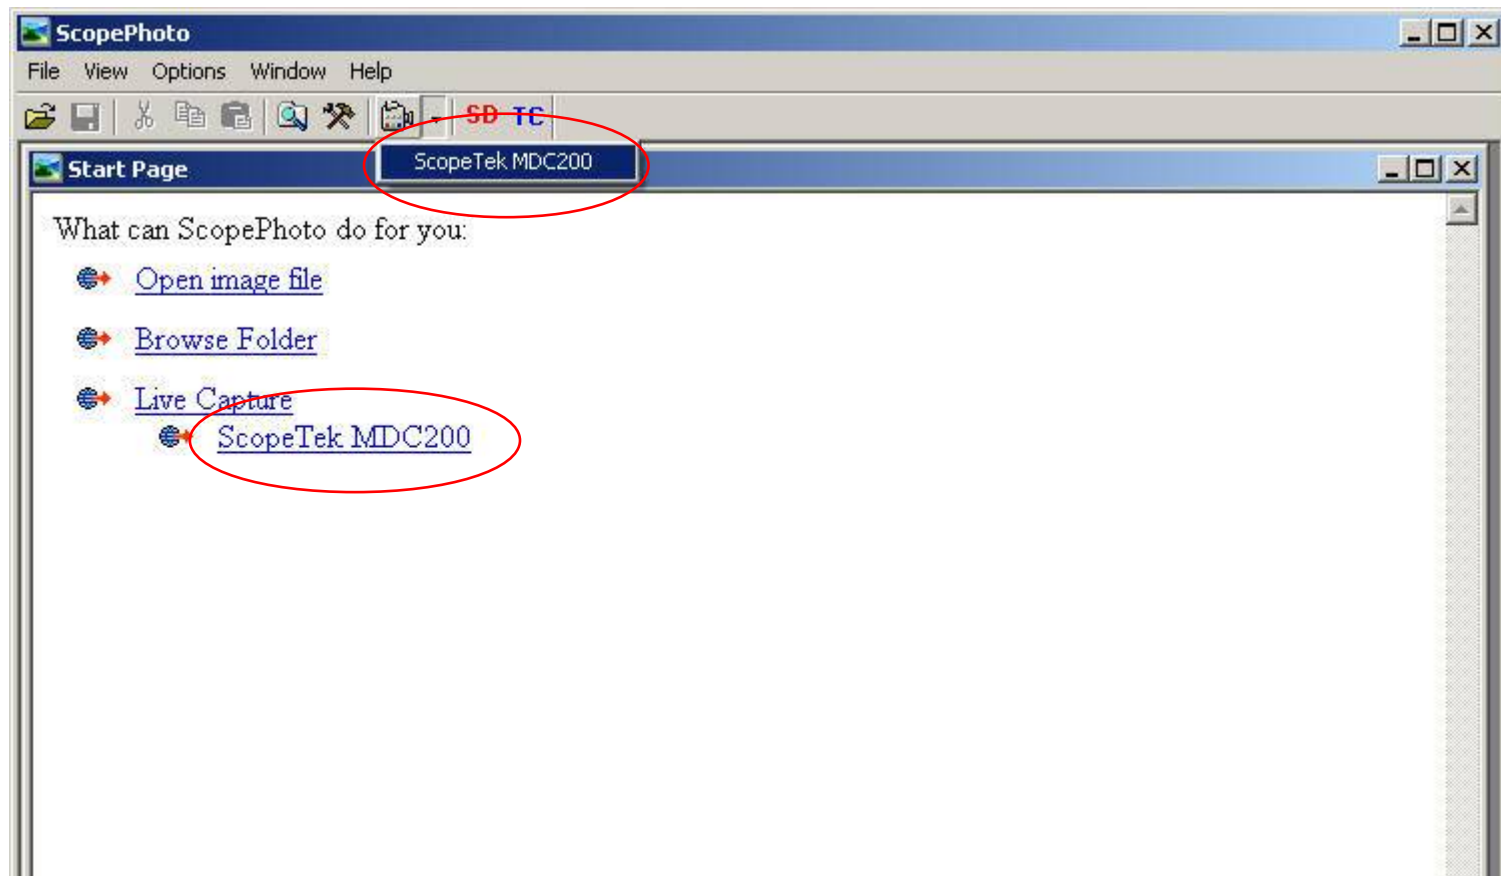 ScopePhoto
File View Options Window Help
SD TC
ScopeTek MDC200
Start Page
What can ScopePhoto do for you:
Open image file
Browse Folder
Live Capture
ScopeTek MDC200